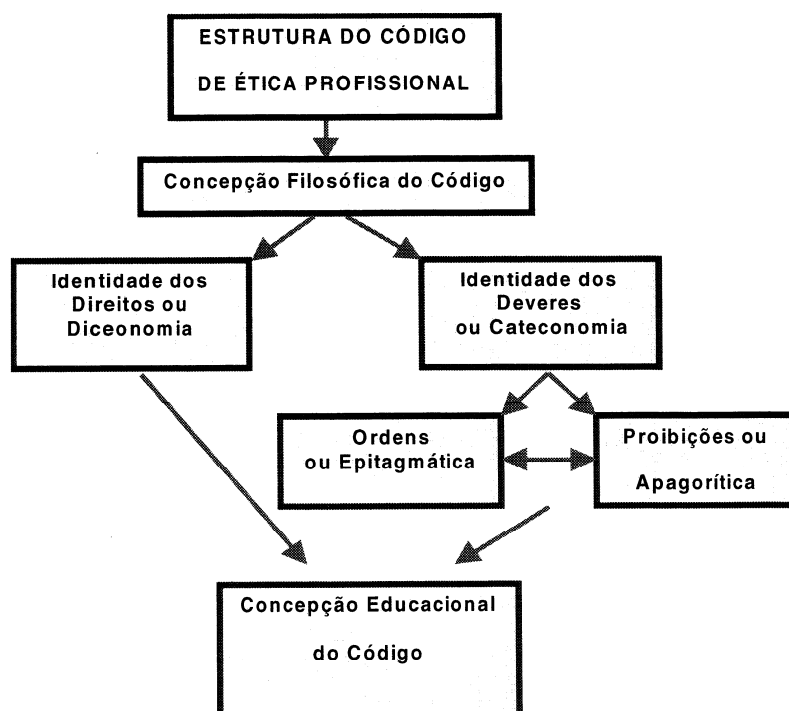 ESTRUTURA DO CÓDIGO
DE ÉTICA PROFISSIONAL
Concepção Filosófica do Código
Identidade dos
Direitos ou
Diceonomia
Identidade dos
Deveres
ou Cateconomia
Ordens
ou Epitagmática
Proibições ou
Apagorítica
Concepção Educacional
do Código